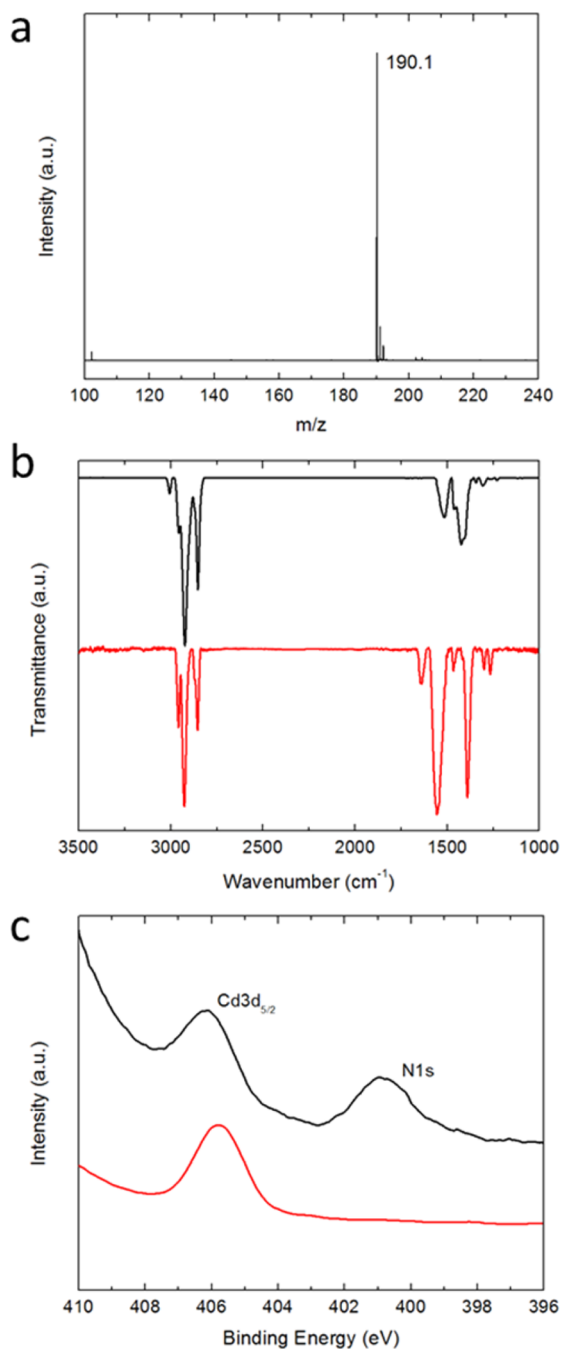 a
190.1
Intensity (a.u.)
100 120 140 160 180 200 220 240
m/z
b
Transmittance (a.u.)
3500 3000 2500 2000 1500 1000
Wavenumber (cm⁻¹)
c
Cd3d₅/₂
N1s
Intensity (a.u.)
410 408 406 404 402 400 398 396
Binding Energy (eV)